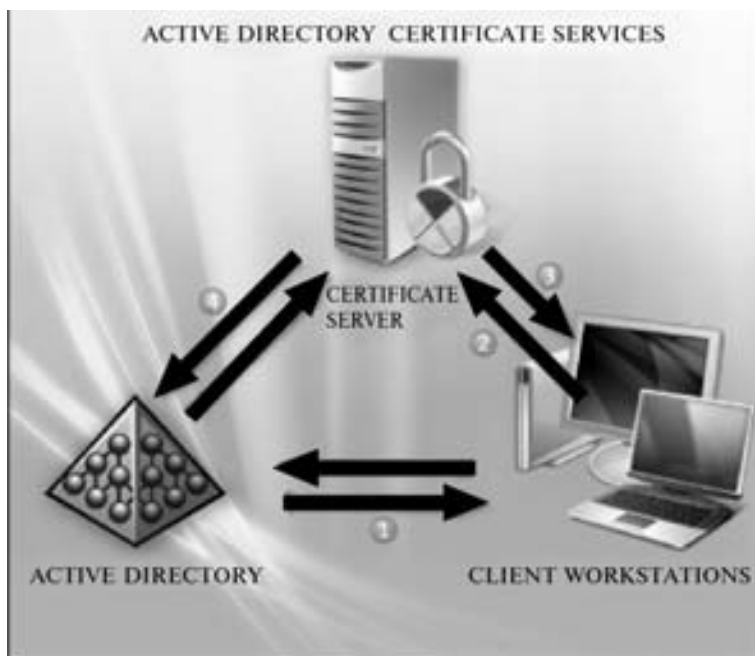 ACTIVE DIRECTORY CERTIFICATE SERVICES
3
4
CERTIFICATE
SERVER
2
1
ACTIVE DIRECTORY
CLIENT WORKSTATIONS